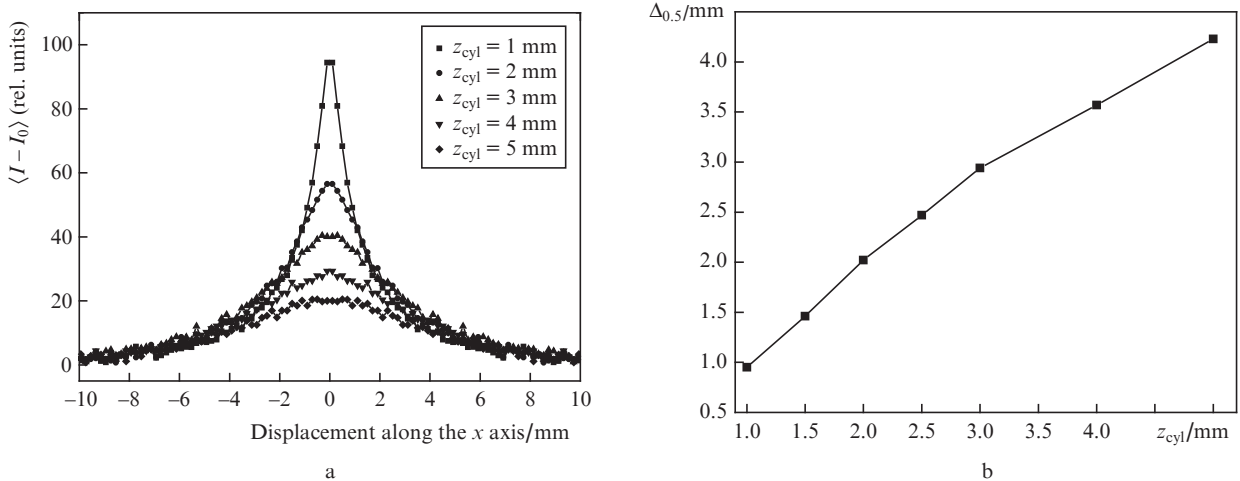 100
80
60
40
20
0
⟨I – I₀⟩ (rel. units)
z_cyl = 1 mm
z_cyl = 2 mm
z_cyl = 3 mm
z_cyl = 4 mm
z_cyl = 5 mm
–10 –8 –6 –4 –2 0 2 4 6 8 10
Displacement along the x axis/mm
a
Δ₀.₅/mm
4.0
3.5
3.0
2.5
2.0
1.5
1.0
0.5
1.0 1.5 2.0 2.5 3.0 3.5 4.0 z_cyl/mm
b